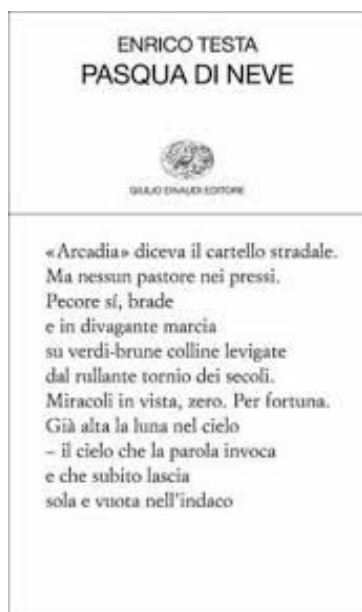 ENRICO TESTA
PASQUA DI NEVE
GIULIO EINAUDI EDITORE
«Arcadia» diceva il cartello stradale.
Ma nessun pastore nei pressi.
Pecore sí, brade
e in divagante marcia
su verdi-brune colline levigate
dal rullante tornio dei secoli.
Miracoli in vista, zero. Per fortuna.
Già alta la luna nel cielo
– il cielo che la parola invoca
e che subito lascia
sola e vuota nell'indaco